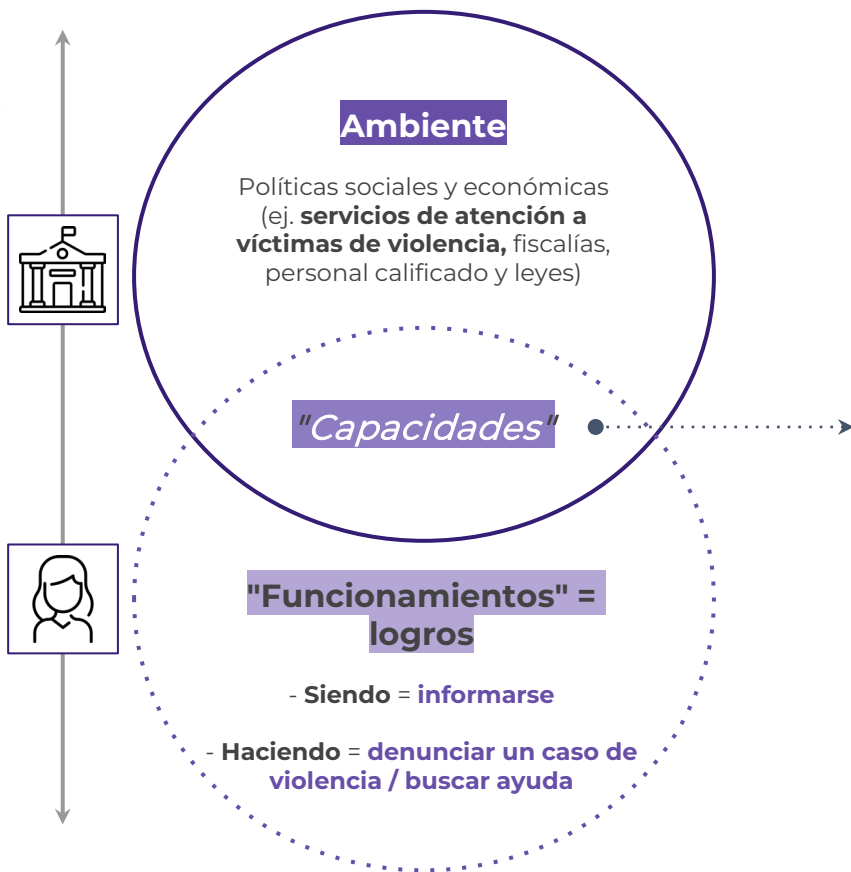 Ambiente
Políticas sociales y económicas
(ej. servicios de atención a
víctimas de violencia, fiscalías,
personal calificado y leyes)
"Capacidades"
"Funcionamientos" =
logros
- Siendo = informarse
- Haciendo = denunciar un caso de
violencia / buscar ayuda